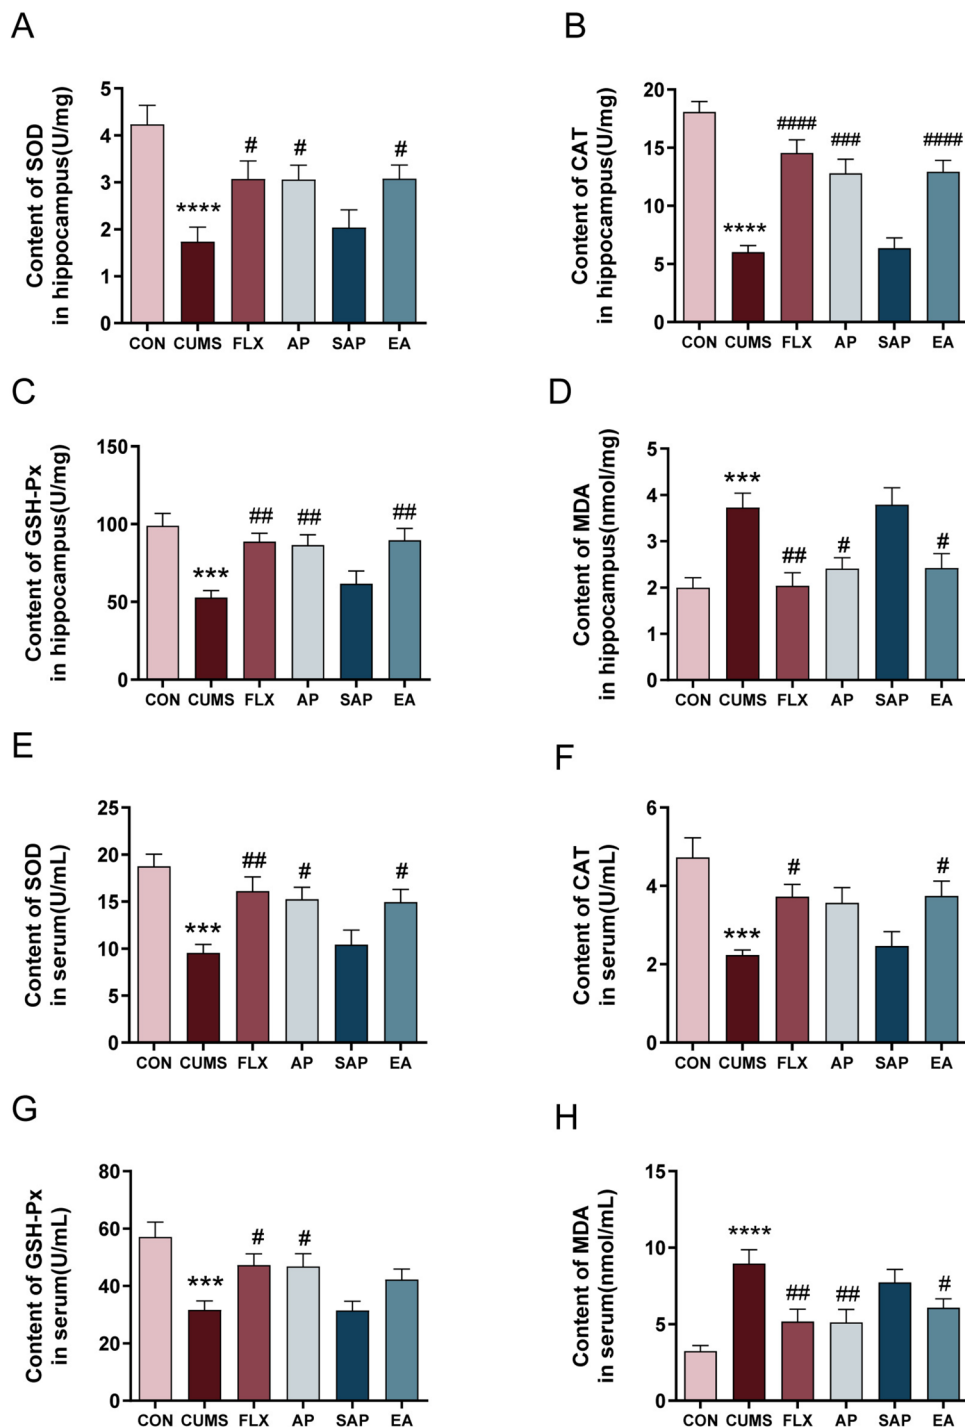 A
Content of SOD
in hippocampus(U/mg)
5
4
3
2
1
0
****
#
#
#
CON CUMS FLX AP SAP EA
B
Content of CAT
in hippocampus(U/mg)
20
15
10
5
0
****
####
###
####
CON CUMS FLX AP SAP EA
C
Content of GSH-Px
in hippocampus(U/mg)
150
100
50
0
***
##
##
##
CON CUMS FLX AP SAP EA
D
Content of MDA
in hippocampus(nmol/mg)
5
4
3
2
1
0
***
##
#
#
CON CUMS FLX AP SAP EA
E
Content of SOD
in serum(U/mL)
25
20
15
10
5
0
***
##
#
#
CON CUMS FLX AP SAP EA
F
Content of CAT
in serum(U/mL)
6
4
2
0
***
#
#
CON CUMS FLX AP SAP EA
G
Content of GSH-Px
in serum(U/mL)
80
60
40
20
0
***
#
#
CON CUMS FLX AP SAP EA
H
Content of MDA
in serum(nmol/mL)
15
10
5
0
****
##
##
#
CON CUMS FLX AP SAP EA